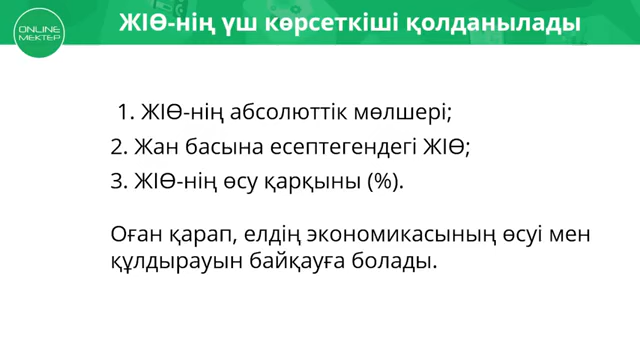 ЖІӨ-нің үш көрсеткіші қолданылады
ONLINE
МЕКТЕР
1. ЖІӨ-нің абсолюттік мөлшері;
2. Жан басына есептегендегі ЖІӨ;
3. ЖІӨ-нің өсу қарқыны (%).
Оған қарап, елдің экономикасының өсуі мен
құлдырауын байқауға болады.